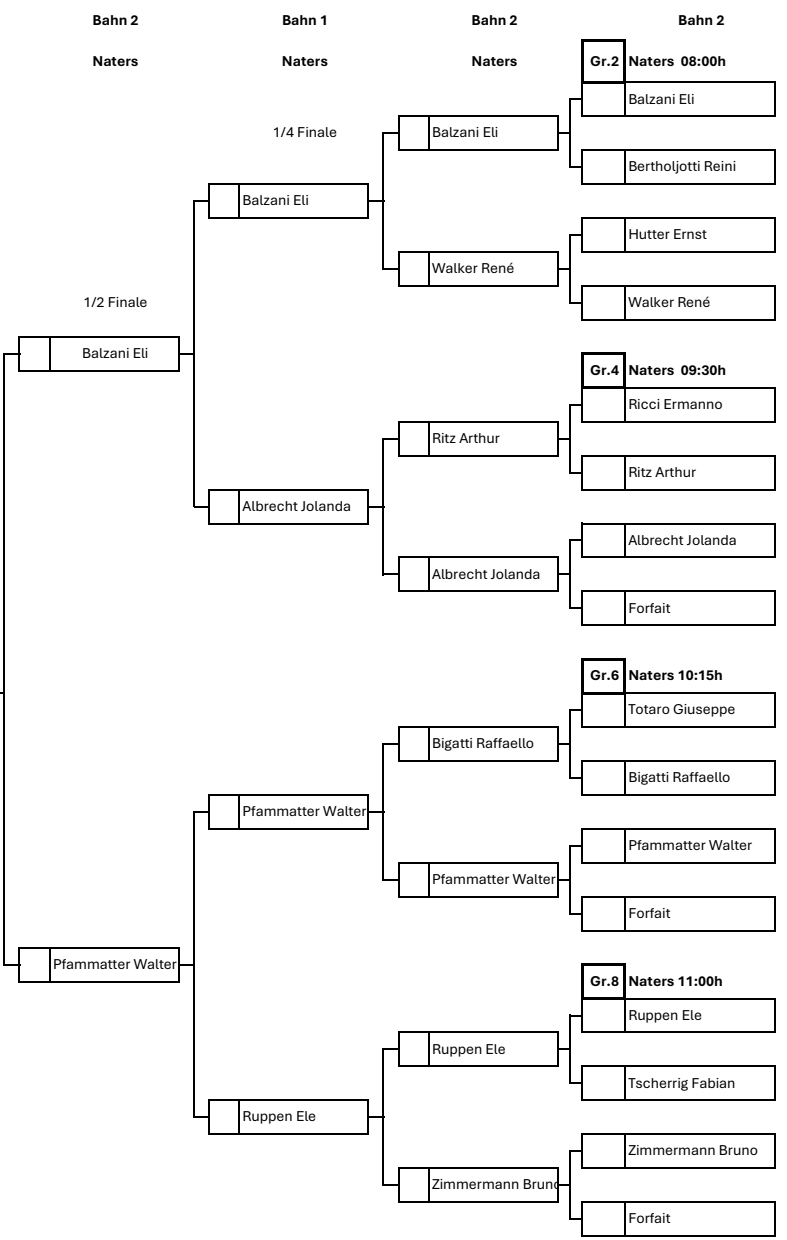 Bahn 2 Bahn 1 Bahn 2 Bahn 2
Naters Naters Naters Gr.2 Naters 08:00h
Balzani Eli
1/4 Finale Balzani Eli
Bertholjotti Reini
Balzani Eli
Hutter Ernst
Walker René
1/2 Finale Walker René
Balzani Eli
Gr.4 Naters 09:30h
Ricci Ermanno
Ritz Arthur
Ritz Arthur
Albrecht Jolanda
Albrecht Jolanda
Albrecht Jolanda
Forfait
Gr.6 Naters 10:15h
Totaro Giuseppe
Bigatti Raffaello
Bigatti Raffaello
Pfammatter Walter
Pfammatter Walter
Pfammatter Walter
Forfait
Pfammatter Walter
Gr.8 Naters 11:00h
Ruppen Ele
Ruppen Ele
Tscherrig Fabian
Ruppen Ele
Zimmermann Bruno
Zimmermann Bruno
Forfait